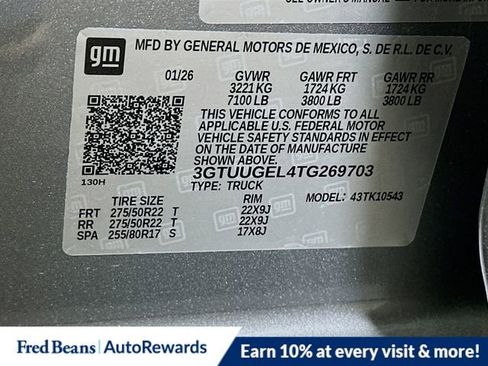 SEE OWNER'S MANUAL
gm
MFD BY GENERAL MOTORS DE MEXICO, S. DE R.L. DE C.V.
01/26 GVWR GAWR FRT GAWR RR
3221 KG 1724 KG 1724 KG
7100 LB 3800 LB 3800 LB
THIS VEHICLE CONFORMS TO ALL
APPLICABLE U.S. FEDERAL MOTOR
VEHICLE SAFETY STANDARDS IN EFFECT
ON THE DATE OF MANUFACTURE
SHOWN ABOVE.
3GTUUGEL4TG269703
130H
TYPE: TRUCK MODEL: 43TK10543
TIRE SIZE RIM
FRT 275/50R22 T 22X9J
RR 275/50R22 T 22X9J
SPA 255/80R17 S 17X8J
Fred Beans | AutoRewards
Earn 10% at every visit & more!